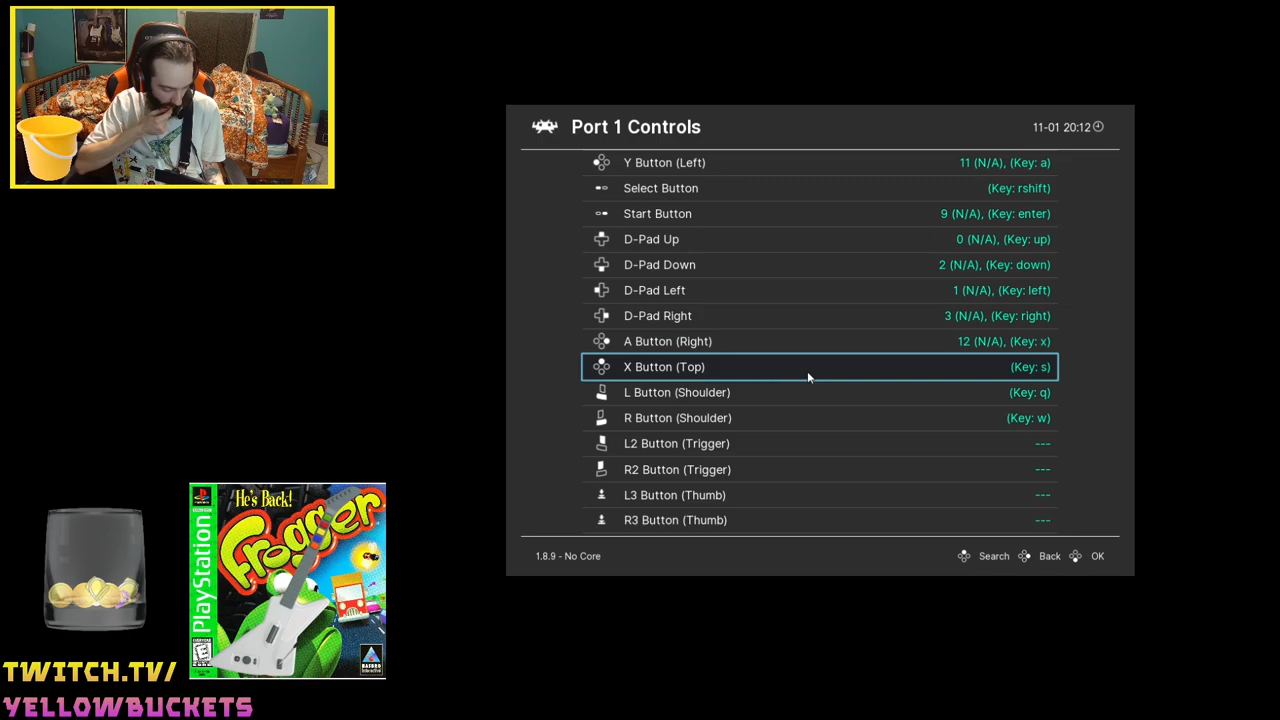 Port 1 Controls
11-01 20:12
Y Button (Left) 11 (N/A), (Key: a)
Select Button (Key: rshift)
Start Button 9 (N/A), (Key: enter)
D-Pad Up 0 (N/A), (Key: up)
D-Pad Down 2 (N/A), (Key: down)
D-Pad Left 1 (N/A), (Key: left)
D-Pad Right 3 (N/A), (Key: right)
A Button (Right) 12 (N/A), (Key: x)
X Button (Top) (Key: s)
L Button (Shoulder) (Key: q)
R Button (Shoulder) (Key: w)
L2 Button (Trigger) ---
R2 Button (Trigger) ---
L3 Button (Thumb) ---
R3 Button (Thumb) ---
1.8.9 - No Core
Search Back OK
PlayStation
He's Back!
Frogger
EVERYONE
E
HASBRO
Interactive
TWITCH.TV/
YELLOWBUCKETS